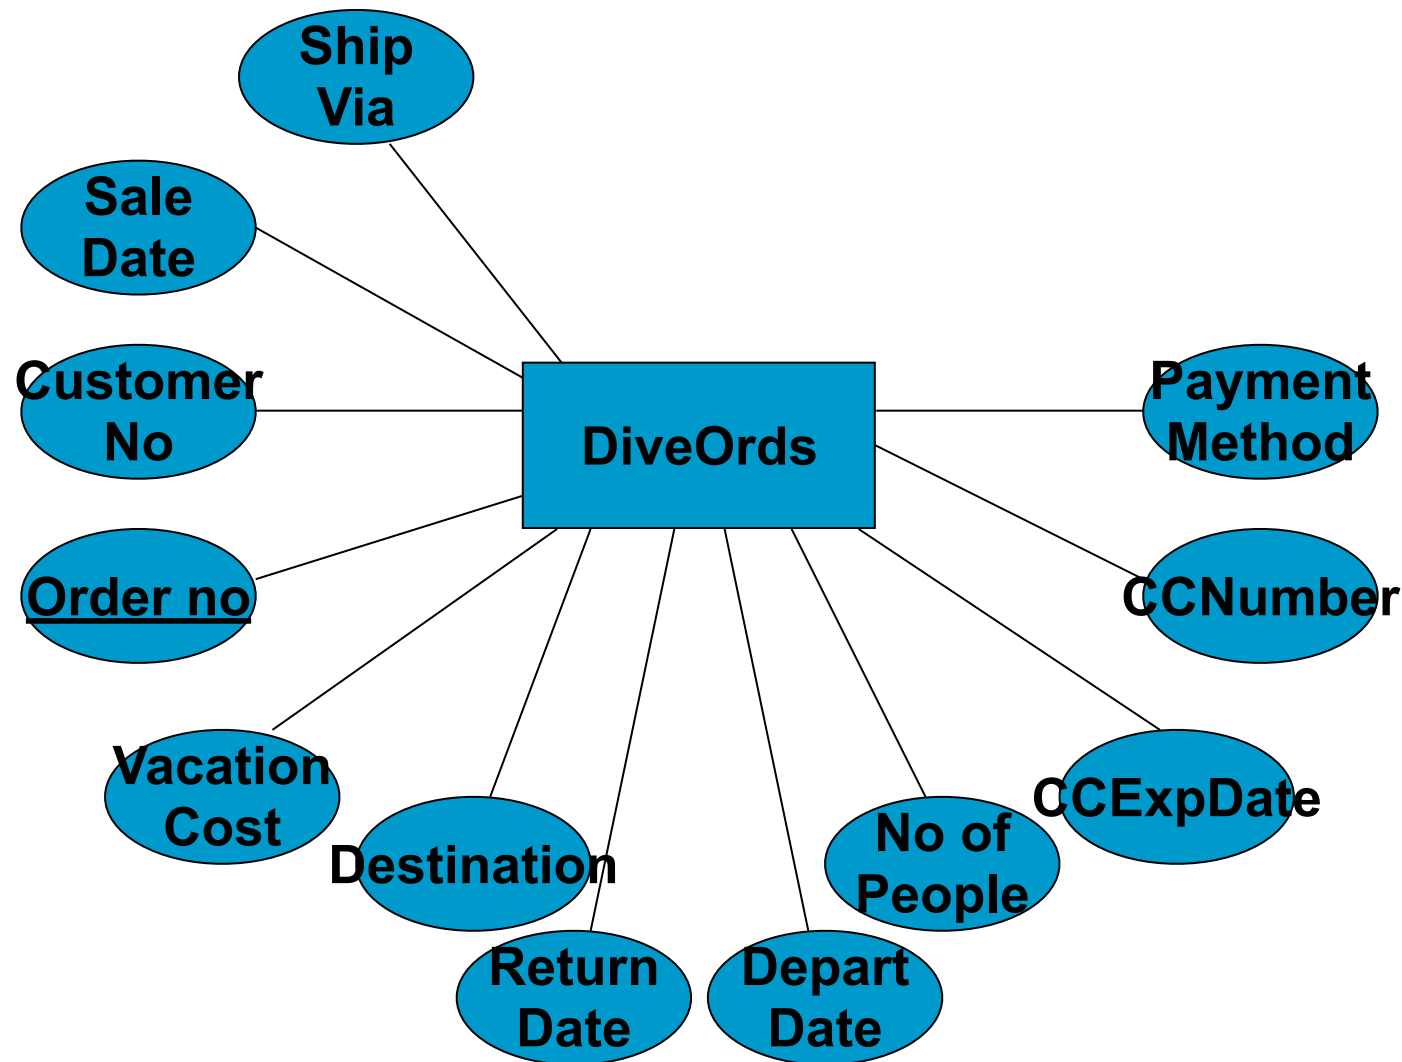 Ship
Via
Sale
Date
Customer
No
Payment
Method
DiveOrds
Order no
CCNumber
Vacation
Cost
CCExpDate
Destination
No of
People
Return
Date
Depart
Date